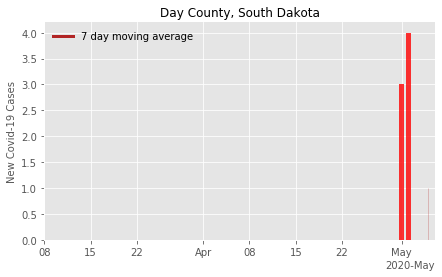 Day County, South Dakota
7 day moving average
New Covid-19 Cases
4.0
3.5
3.0
2.5
2.0
1.5
1.0
0.5
0.0
08 15 22 Apr 08 15 22 May
2020-May